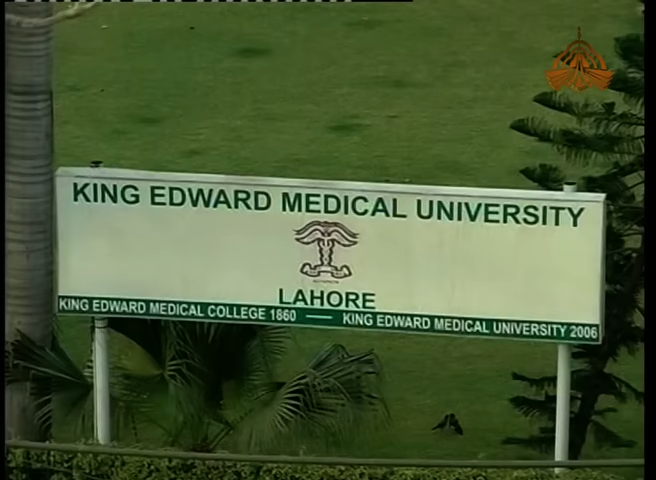 KING EDWARD MEDICAL UNIVERSITY
LAHORE
KING EDWARD MEDICAL COLLEGE 1860 — KING EDWARD MEDICAL UNIVERSITY 2006